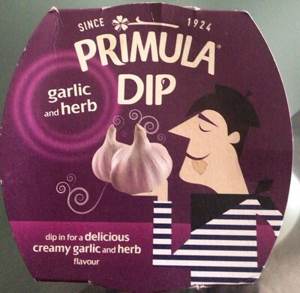 SINCE 1924
PRIMULA®
DIP
garlic
and herb
dip in for a delicious
creamy garlic and herb
flavour